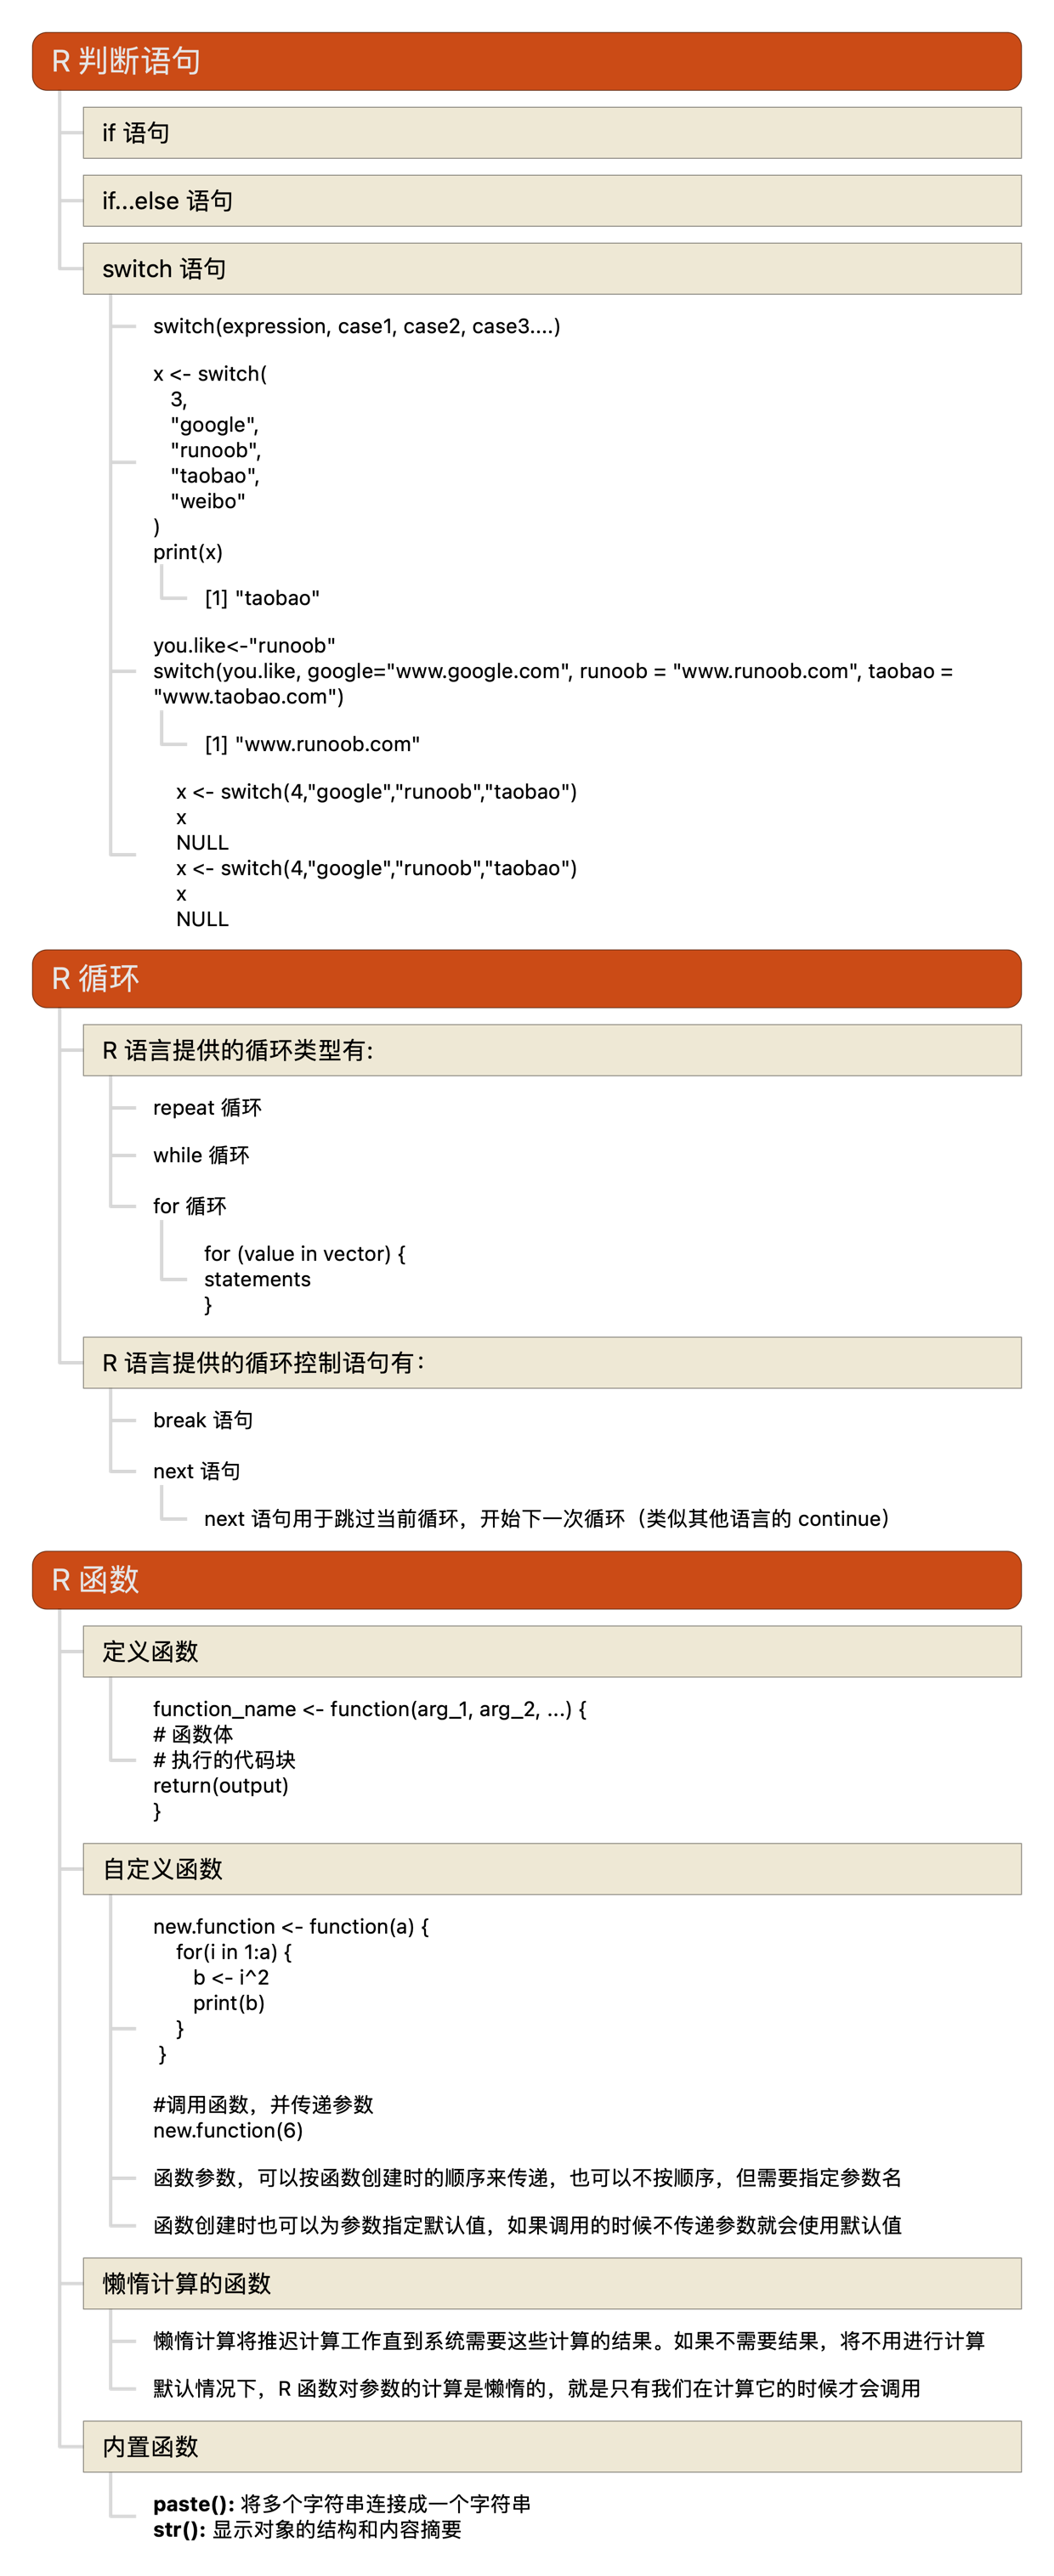 R 判断语句
if 语句
if...else 语句
switch 语句
switch(expression, case1, case2, case3....)
x <- switch(
3,
"google",
"runoob",
"taobao",
"weibo"
)
print(x)
[1] "taobao"
you.like<-"runoob"
switch(you.like, google="www.google.com", runoob = "www.runoob.com", taobao =
"www.taobao.com")
[1] "www.runoob.com"
x <- switch(4,"google","runoob","taobao")
x
NULL
x <- switch(4,"google","runoob","taobao")
x
NULL
R 循环
R 语言提供的循环类型有:
repeat 循环
while 循环
for 循环
for (value in vector) {
statements
}
R 语言提供的循环控制语句有：
break 语句
next 语句
next 语句用于跳过当前循环，开始下一次循环（类似其他语言的 continue）
R 函数
定义函数
function_name <- function(arg_1, arg_2, ...) {
# 函数体
# 执行的代码块
return(output)
}
自定义函数
new.function <- function(a) {
for(i in 1:a) {
b <- i^2
print(b)
}
}
#调用函数，并传递参数
new.function(6)
函数参数，可以按函数创建时的顺序来传递，也可以不按顺序，但需要指定参数名
函数创建时也可以为参数指定默认值，如果调用的时候不传递参数就会使用默认值
懒惰计算的函数
懒惰计算将推迟计算工作直到系统需要这些计算的结果。如果不需要结果，将不用进行计算
默认情况下，R 函数对参数的计算是懒惰的，就是只有我们在计算它的时候才会调用
内置函数
paste(): 将多个字符串连接成一个字符串
str(): 显示对象的结构和内容摘要